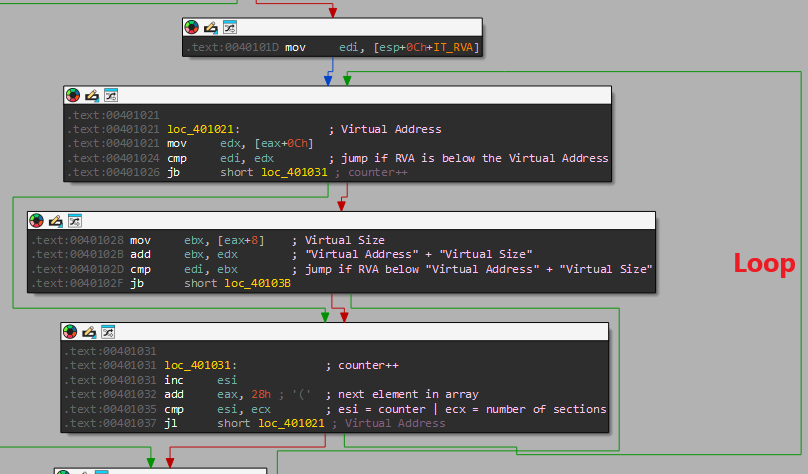 .text:0040101D mov edi, [esp+0Ch+IT_RVA]
.text:00401021
.text:00401021 loc_401021: ; Virtual Address
.text:00401021 mov edx, [eax+0Ch]
.text:00401024 cmp edi, edx ; jump if RVA is below the Virtual Address
.text:00401026 jb short loc_401031 ; counter++
.text:00401028 mov ebx, [eax+8] ; Virtual Size
.text:0040102B add ebx, edx ; "Virtual Address" + "Virtual Size"
.text:0040102D cmp edi, ebx ; jump if RVA below "Virtual Address" + "Virtual Size"
.text:0040102F jb short loc_40103B
Loop
.text:00401031
.text:00401031 loc_401031: ; counter++
.text:00401031 inc esi
.text:00401032 add eax, 28h ; '(' ; next element in array
.text:00401035 cmp esi, ecx ; esi = counter | ecx = number of sections
.text:00401037 jl short loc_401021 ; Virtual Address